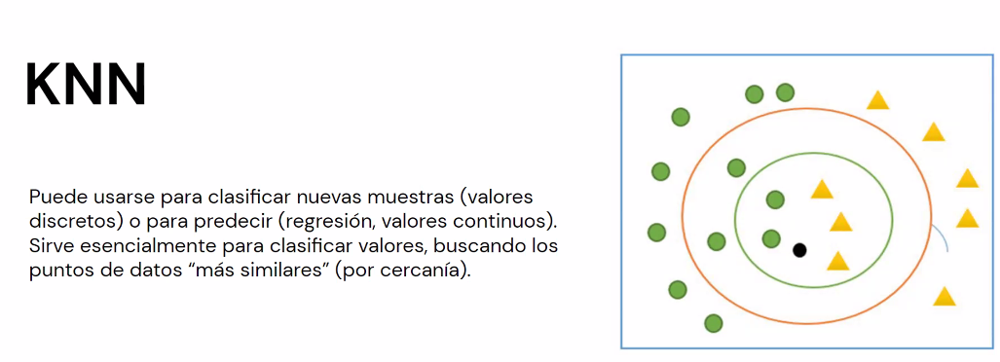 KNN
Puede usarse para clasificar nuevas muestras (valores
discretos) o para predecir (regresión, valores continuos).
Sirve esencialmente para clasificar valores, buscando los
puntos de datos “más similares” (por cercanía).